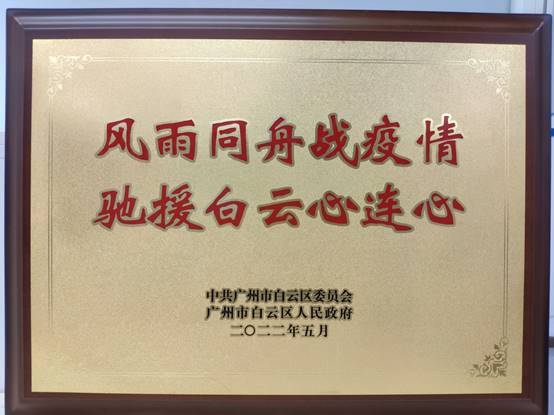 风雨同舟战疫情
驰援白云心连心
中共广州市白云区委员会
广州市白云区人民政府
二〇二二年五月